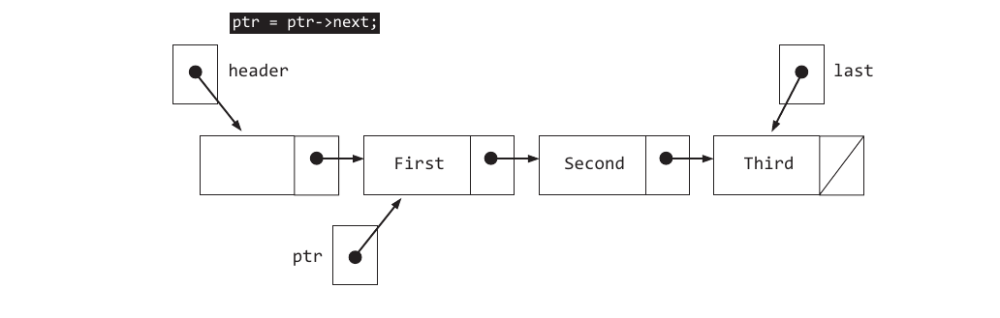 ptr = ptr->next;
header
last
First
Second
Third
ptr